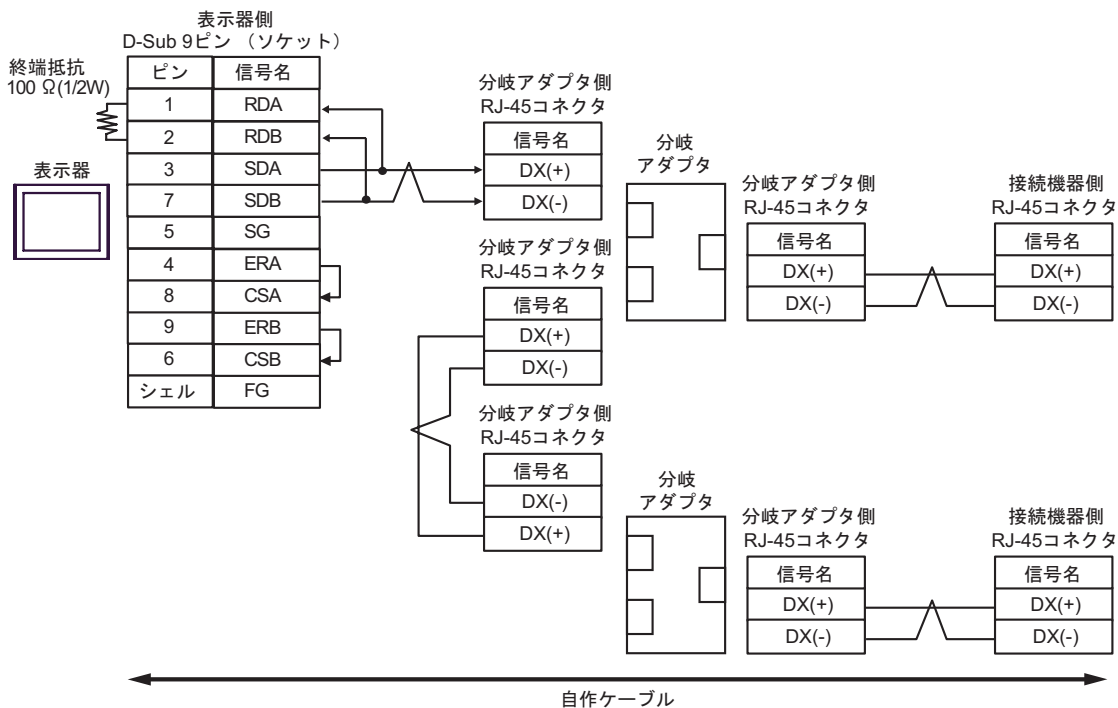 表示器側
D-Sub 9ピン （ソケット）
終端抵抗
100 Ω(1/2W)
表示器
ピン 信号名
1 RDA
2 RDB
3 SDA
7 SDB
5 SG
4 ERA
8 CSA
9 ERB
6 CSB
シェル FG
分岐アダプタ側
RJ-45コネクタ
信号名
DX(+)
DX(-)
分岐
アダプタ
分岐アダプタ側
RJ-45コネクタ
信号名
DX(+)
DX(-)
接続機器側
RJ-45コネクタ
信号名
DX(+)
DX(-)
分岐アダプタ側
RJ-45コネクタ
信号名
DX(+)
DX(-)
分岐アダプタ側
RJ-45コネクタ
信号名
DX(-)
DX(+)
分岐
アダプタ
分岐アダプタ側
RJ-45コネクタ
信号名
DX(+)
DX(-)
接続機器側
RJ-45コネクタ
信号名
DX(+)
DX(-)
自作ケーブル